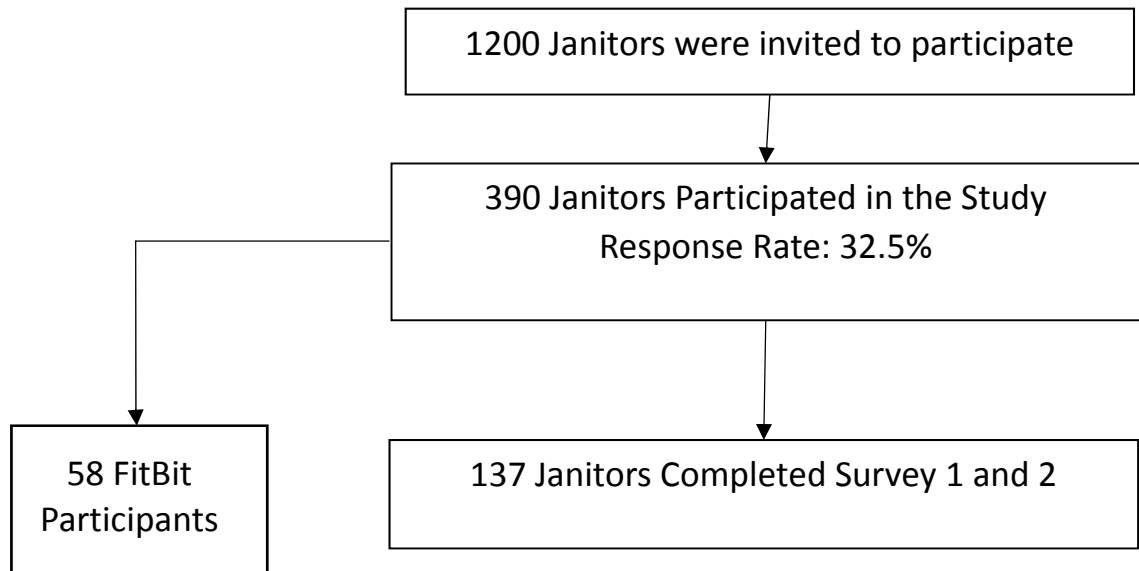 1200 Janitors were invited to participate
390 Janitors Participated in the Study
Response Rate: 32.5%
58 FitBit
Participants
137 Janitors Completed Survey 1 and 2